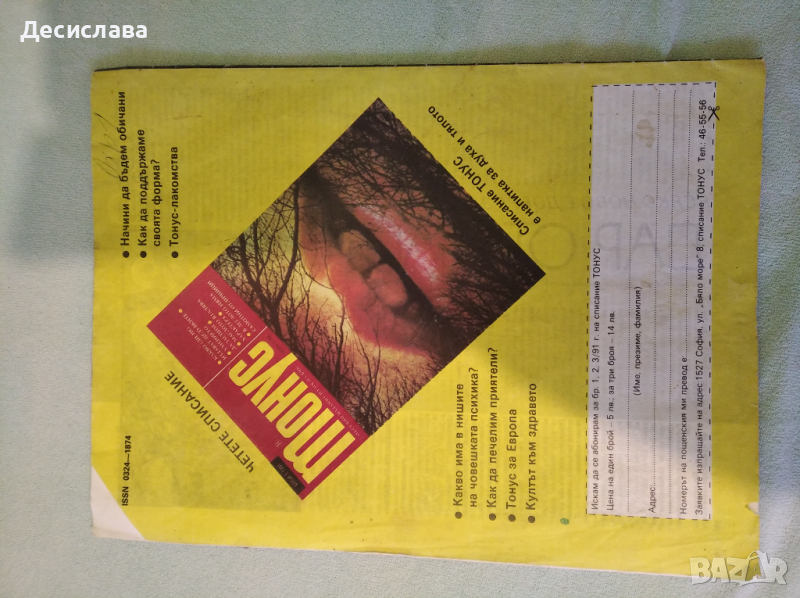 Десислава
ISSN 0324—1874
ЧЕТЕТЕ СПИСАНИЕ
ТОНУС
● Начини да бъдем обичани
● Как да поддържаме
своята форма?
● Тонус-лакомства
Списание ТОНУС
е напитка за духа и тялото
● Какво има в нишите
на човешката психика?
● Как да печелим приятели?
● Тонус за Европа
● Култът към здравето
Искам да се абонирам за бр. 1, 2, 3/91 г. на списание ТОНУС
Цена на един брой — 5 лв.; за три броя — 14 лв.
(Име, презиме, фамилия)
Адрес:
Номерът на пощенския ми превод е:
Заявките изпращайте на адрес: 1527 София, ул. „Бяло море" 8, списание ТОНУС Тел.: 46-55-56
BAZAR